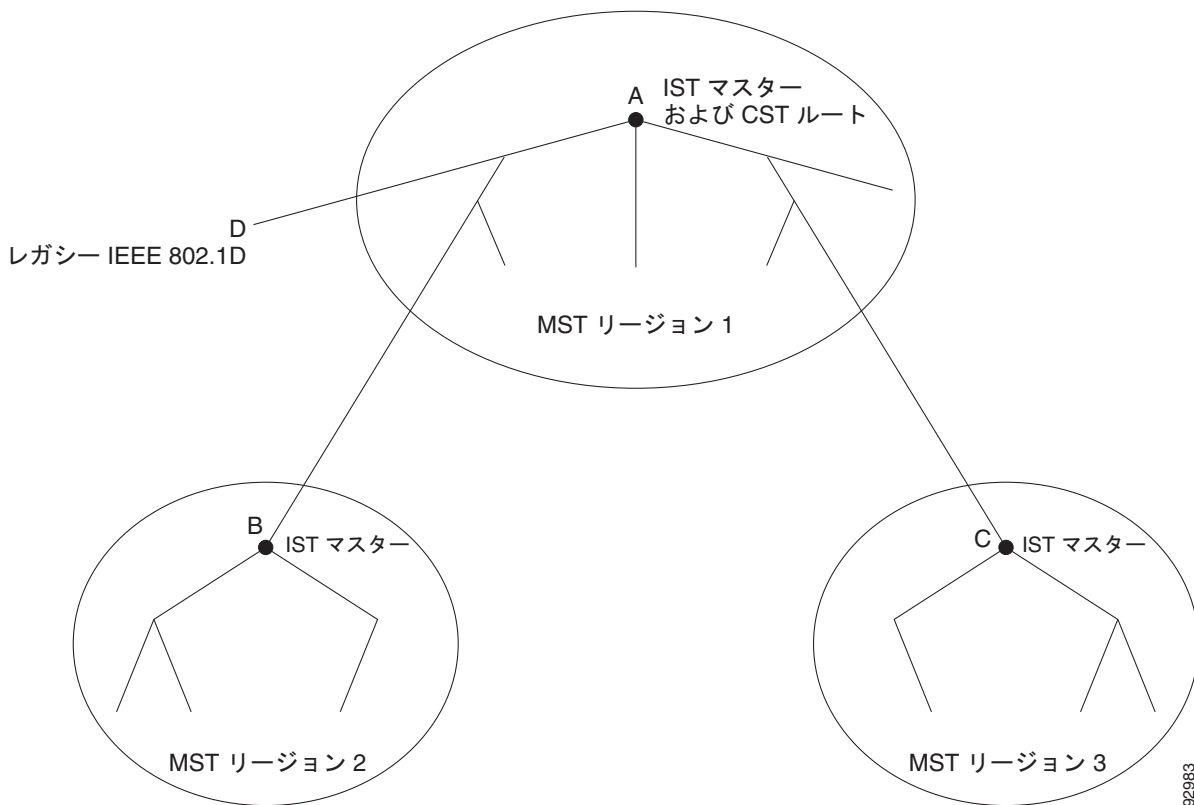 A
IST マスター
および CST ルート
D
レガシー IEEE 802.1D
MST リージョン 1
B
IST マスター
C
IST マスター
MST リージョン 2
MST リージョン 3
92983